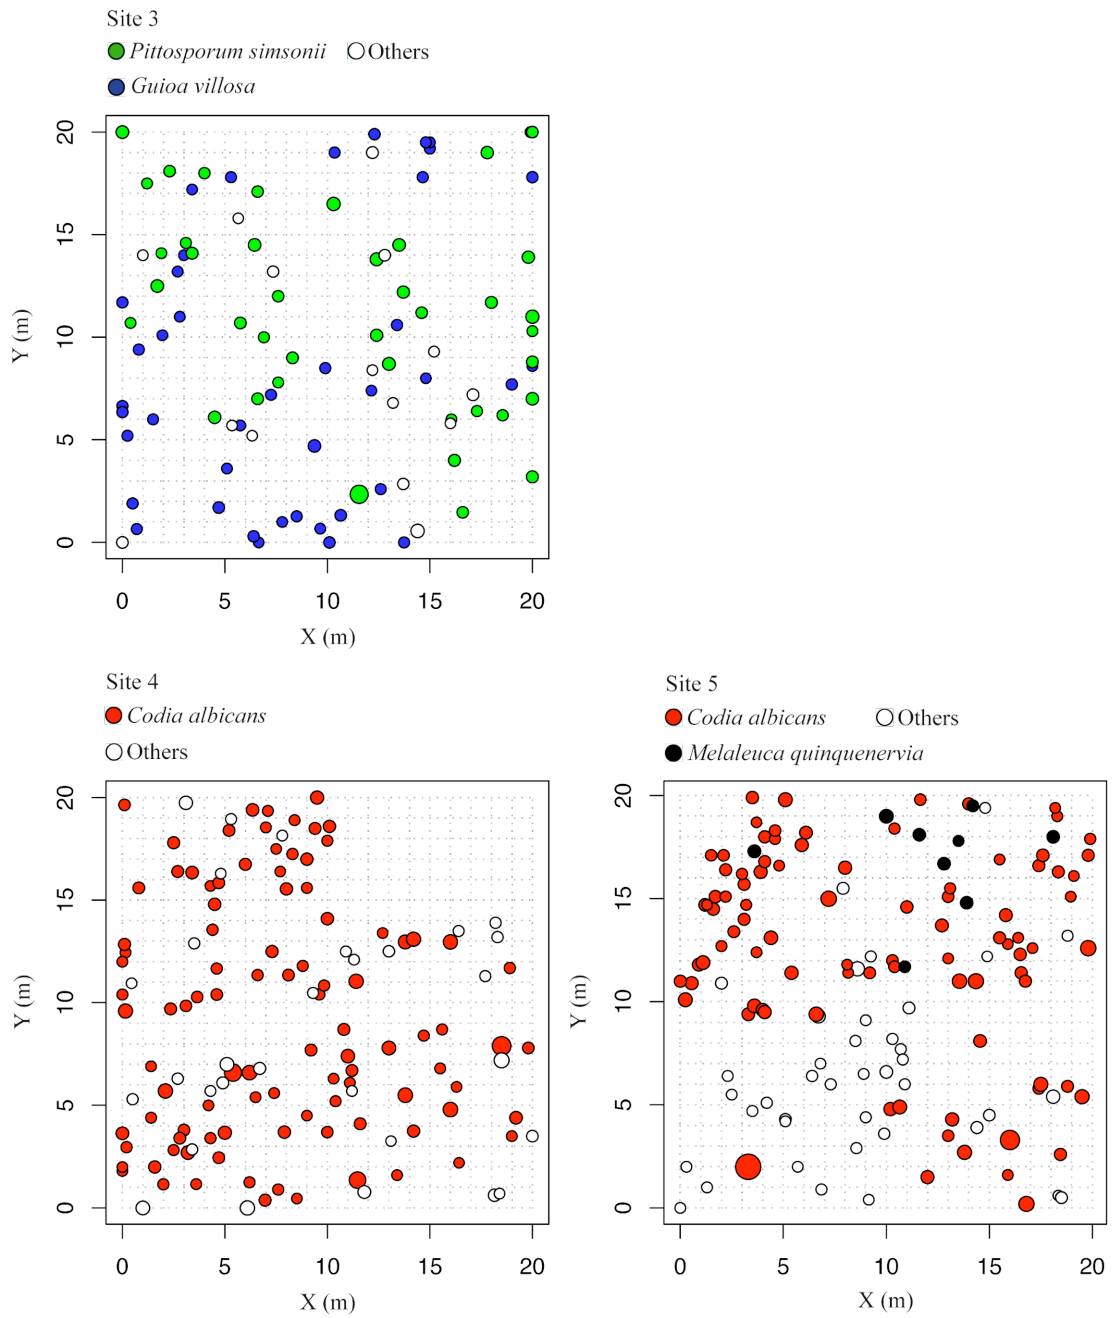 Site 3
Pittosporum simsonii Others
Guioa villosa
20
15
10
5
0
Y (m)
0 5 10 15 20
X (m)
Site 4
Codia albicans
Others
20
15
10
5
0
Y (m)
0 5 10 15 20
X (m)
Site 5
Codia albicans Others
Melaleuca quinquenervia
20
15
10
5
0
Y (m)
0 5 10 15 20
X (m)